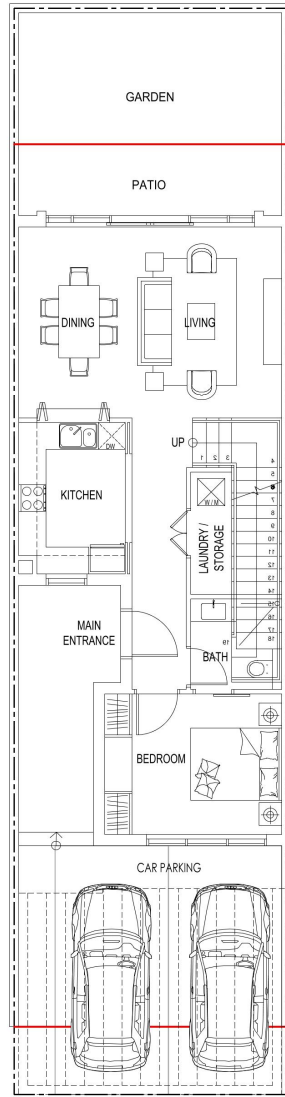 GARDEN
PATIO
DINING
LIVING
UP
1 2 3
4
5
6
7
8
9
10
11
12
13
14
15
16
17
18
19
DW
KITCHEN
W/M
LAUNDRY /
STORAGE
MAIN
ENTRANCE
BATH
BEDROOM
CAR PARKING